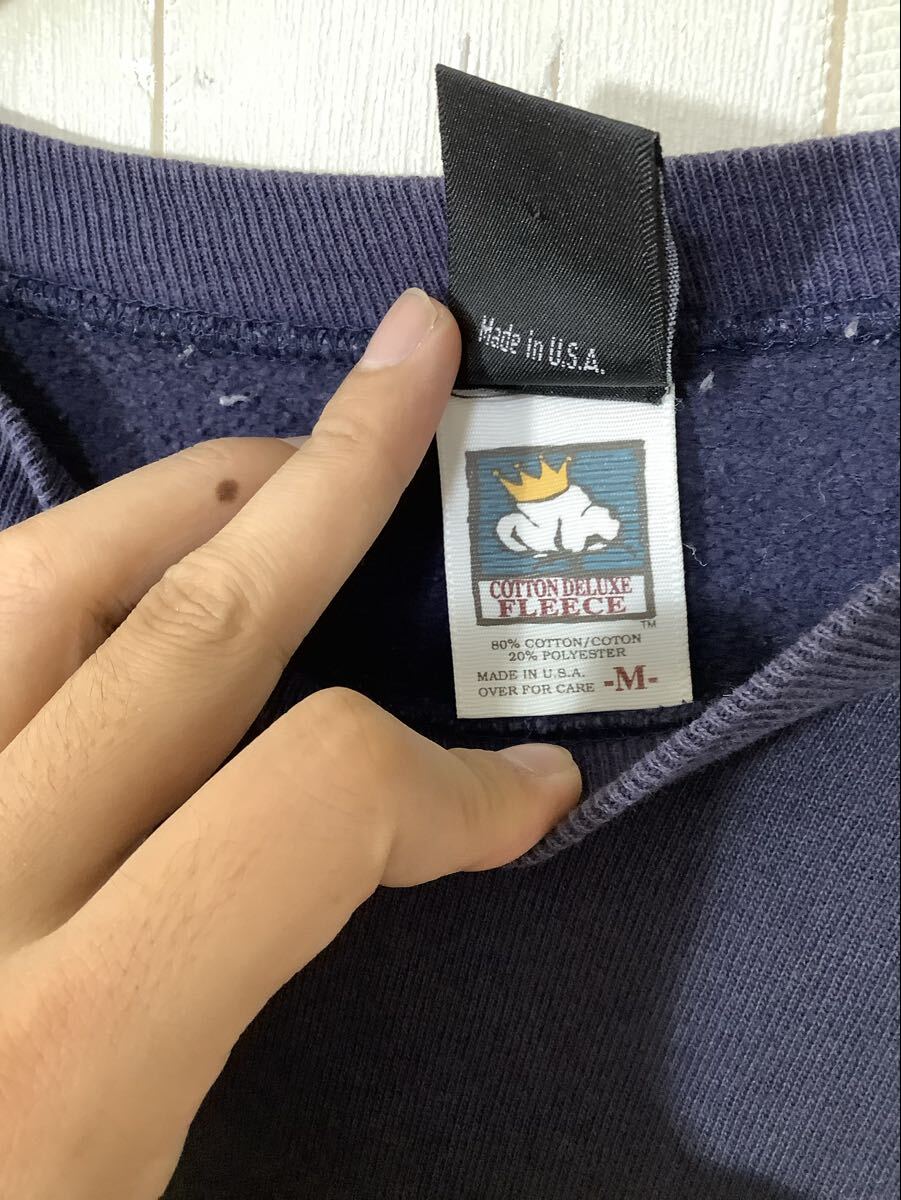 Made in U.S.A.
COTTON DELUXE
FLEECE
TM
80% COTTON/COTON
20% POLYESTER
MADE IN U.S.A.
OVER FOR CARE -M-